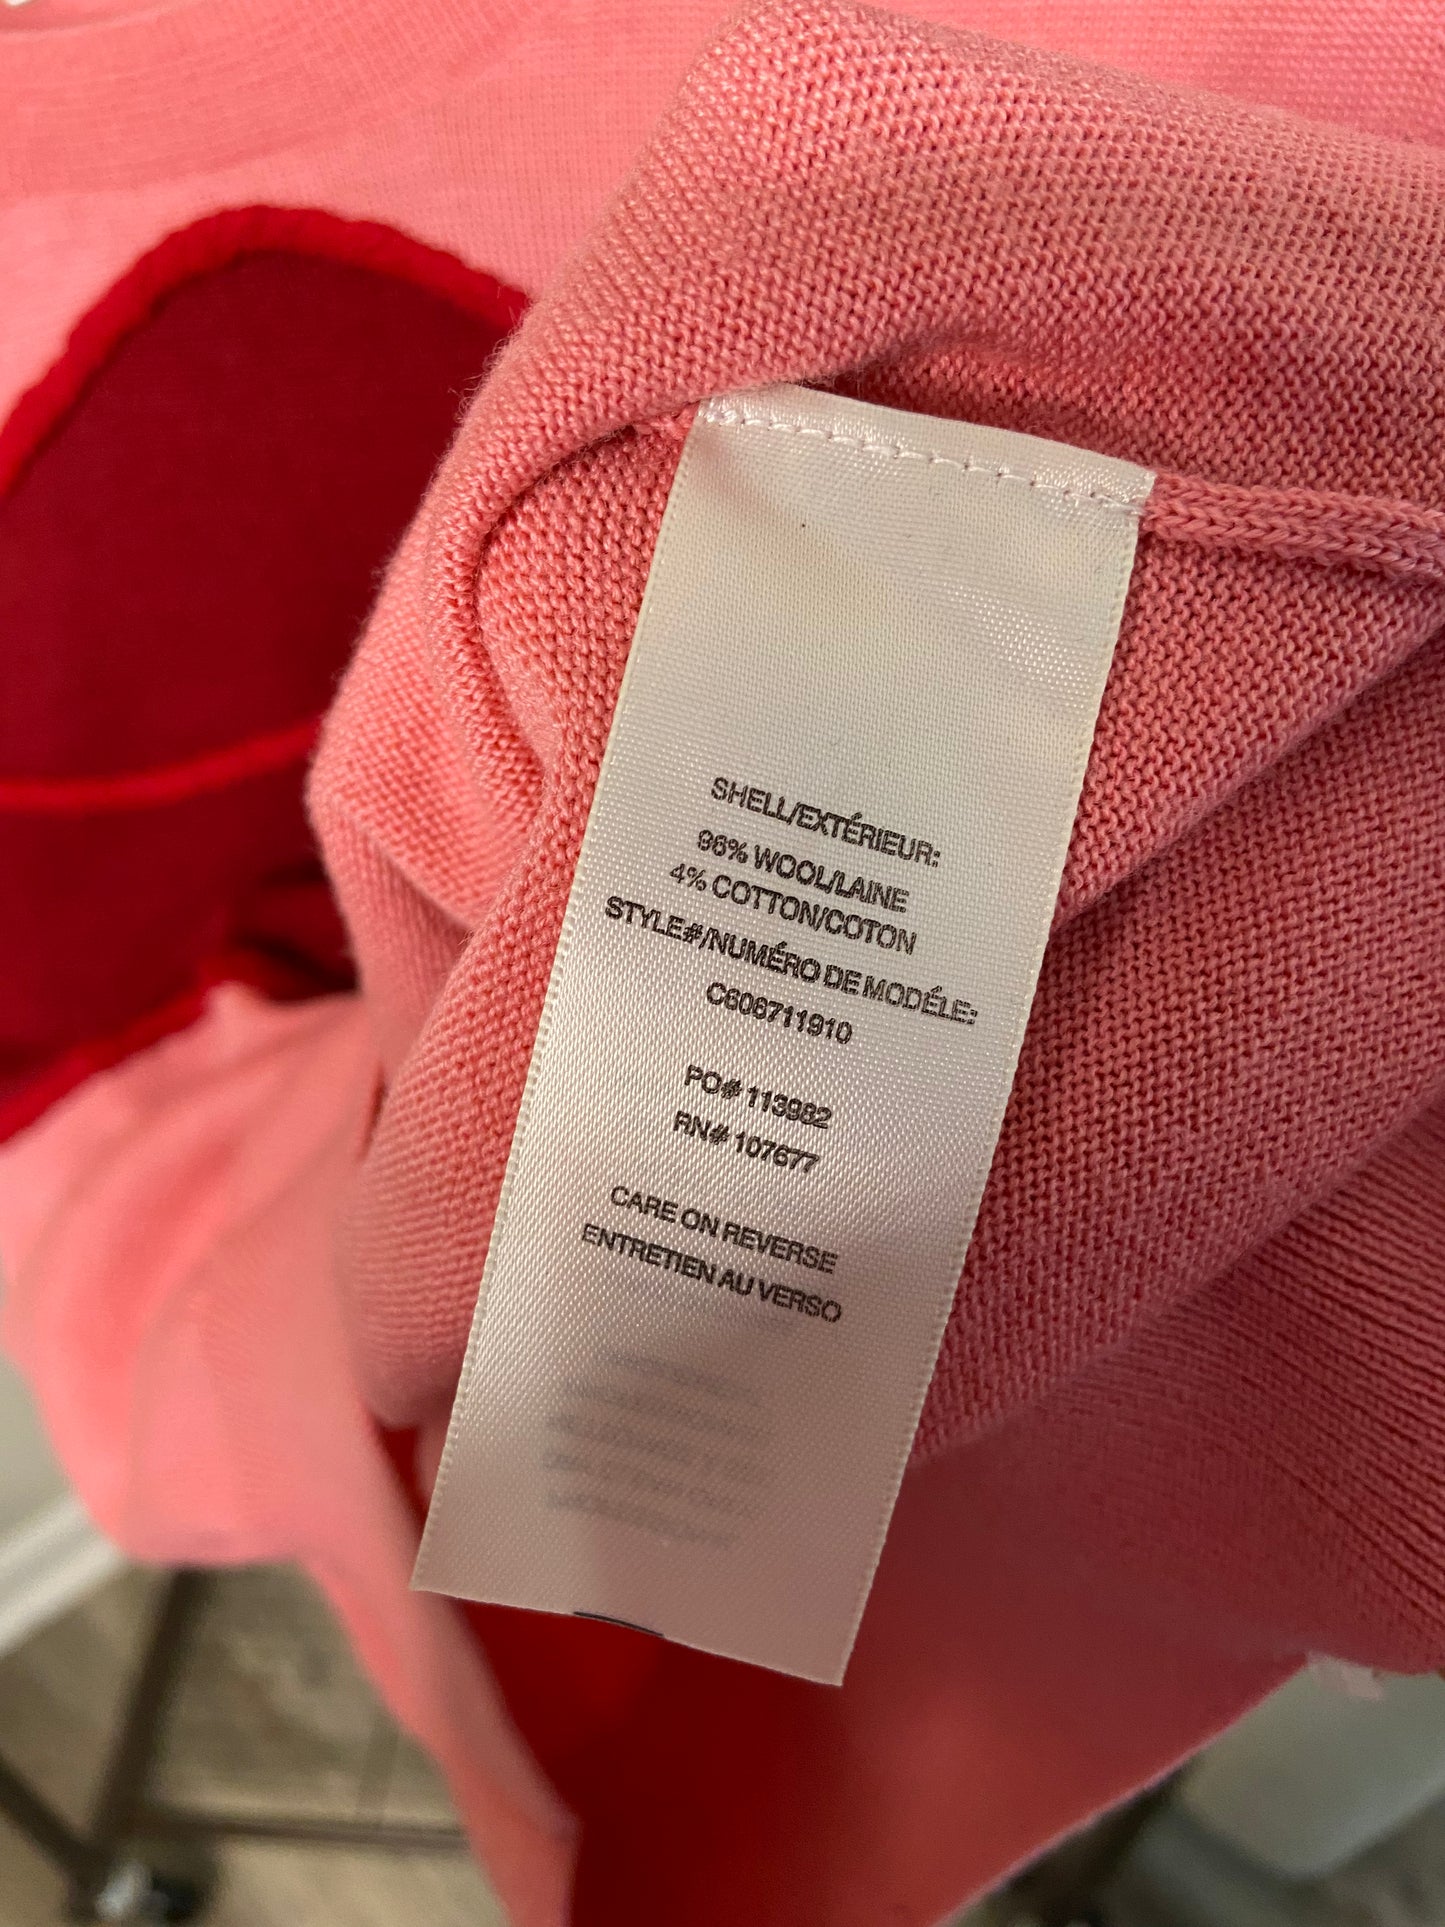 SHELL/EXTÉRIEUR:
96% WOOL/LAINE
4% COTTON/COTON
STYLE#/NUMÉRO DE MODÉLE:
C606711910
PO# 113982
RN# 107677
CARE ON REVERSE
ENTRETIEN AU VERSO